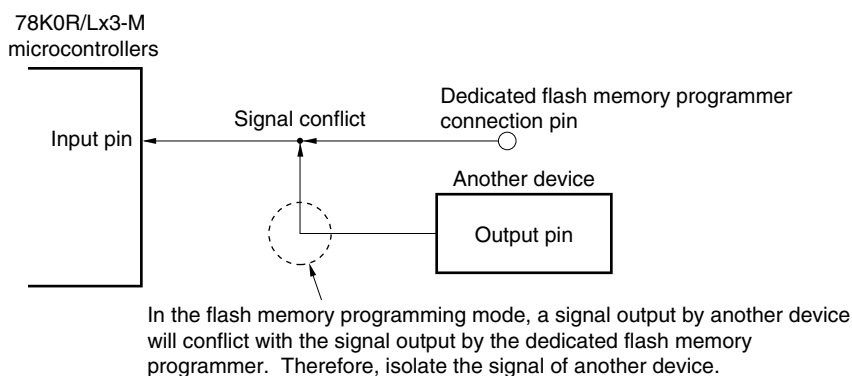 78K0R/Lx3-M
microcontrollers
Input pin
Signal conflict
Dedicated flash memory programmer
connection pin
Another device
Output pin
In the flash memory programming mode, a signal output by another device
will conflict with the signal output by the dedicated flash memory
programmer.  Therefore, isolate the signal of another device.